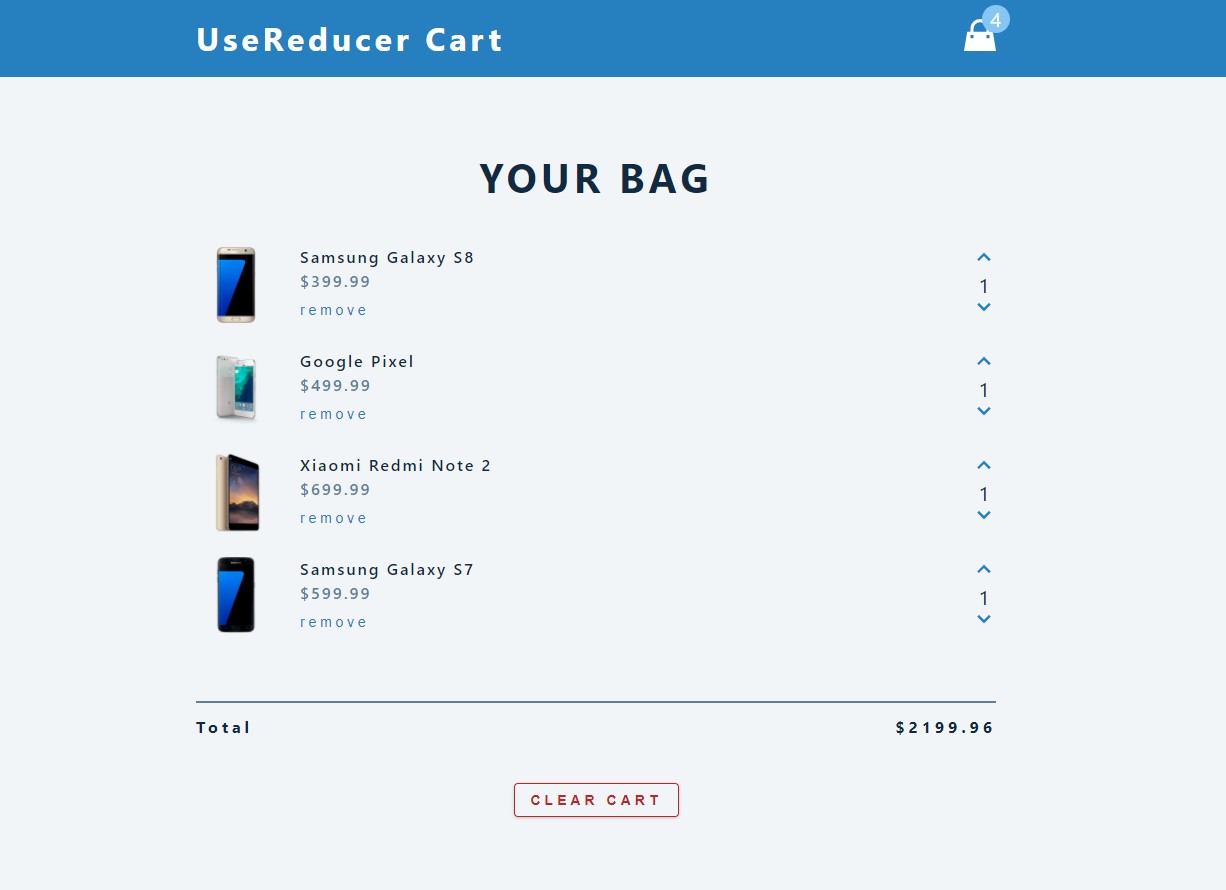 UseReducer Cart
4
YOUR BAG
Samsung Galaxy S8
$399.99
remove
1
Google Pixel
$499.99
remove
1
Xiaomi Redmi Note 2
$699.99
remove
1
Samsung Galaxy S7
$599.99
remove
1
Total $2199.96
CLEAR CART